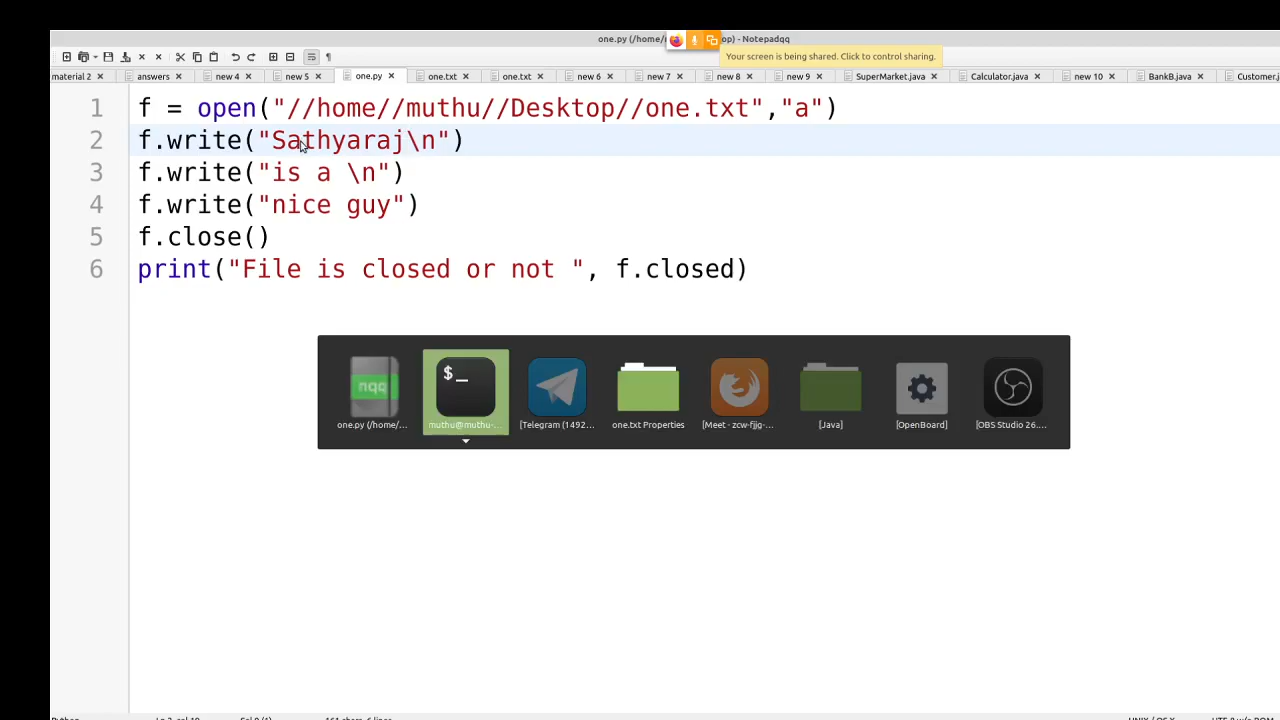 one.py (/home/ op) - Notepadqq
Your screen is being shared. Click to control sharing.
material 2 answers new 4 new 5 one.py one.txt one.txt new 6 new 7 new 8 new 9 SuperMarket.java Calculator.java new 10 BankB.java Customer.
1 f = open("//home//muthu//Desktop//one.txt","a")
2 f.write("Sathyaraj\n")
3 f.write("is a \n")
4 f.write("nice guy")
5 f.close()
6 print("File is closed or not ", f.closed)
nqq
$_
one.py (/home/... muthu@muthu-... [Telegram (1492... one.txt Properties [Meet - zcw-fjjg-... [Java] [OpenBoard] [OBS Studio 26....